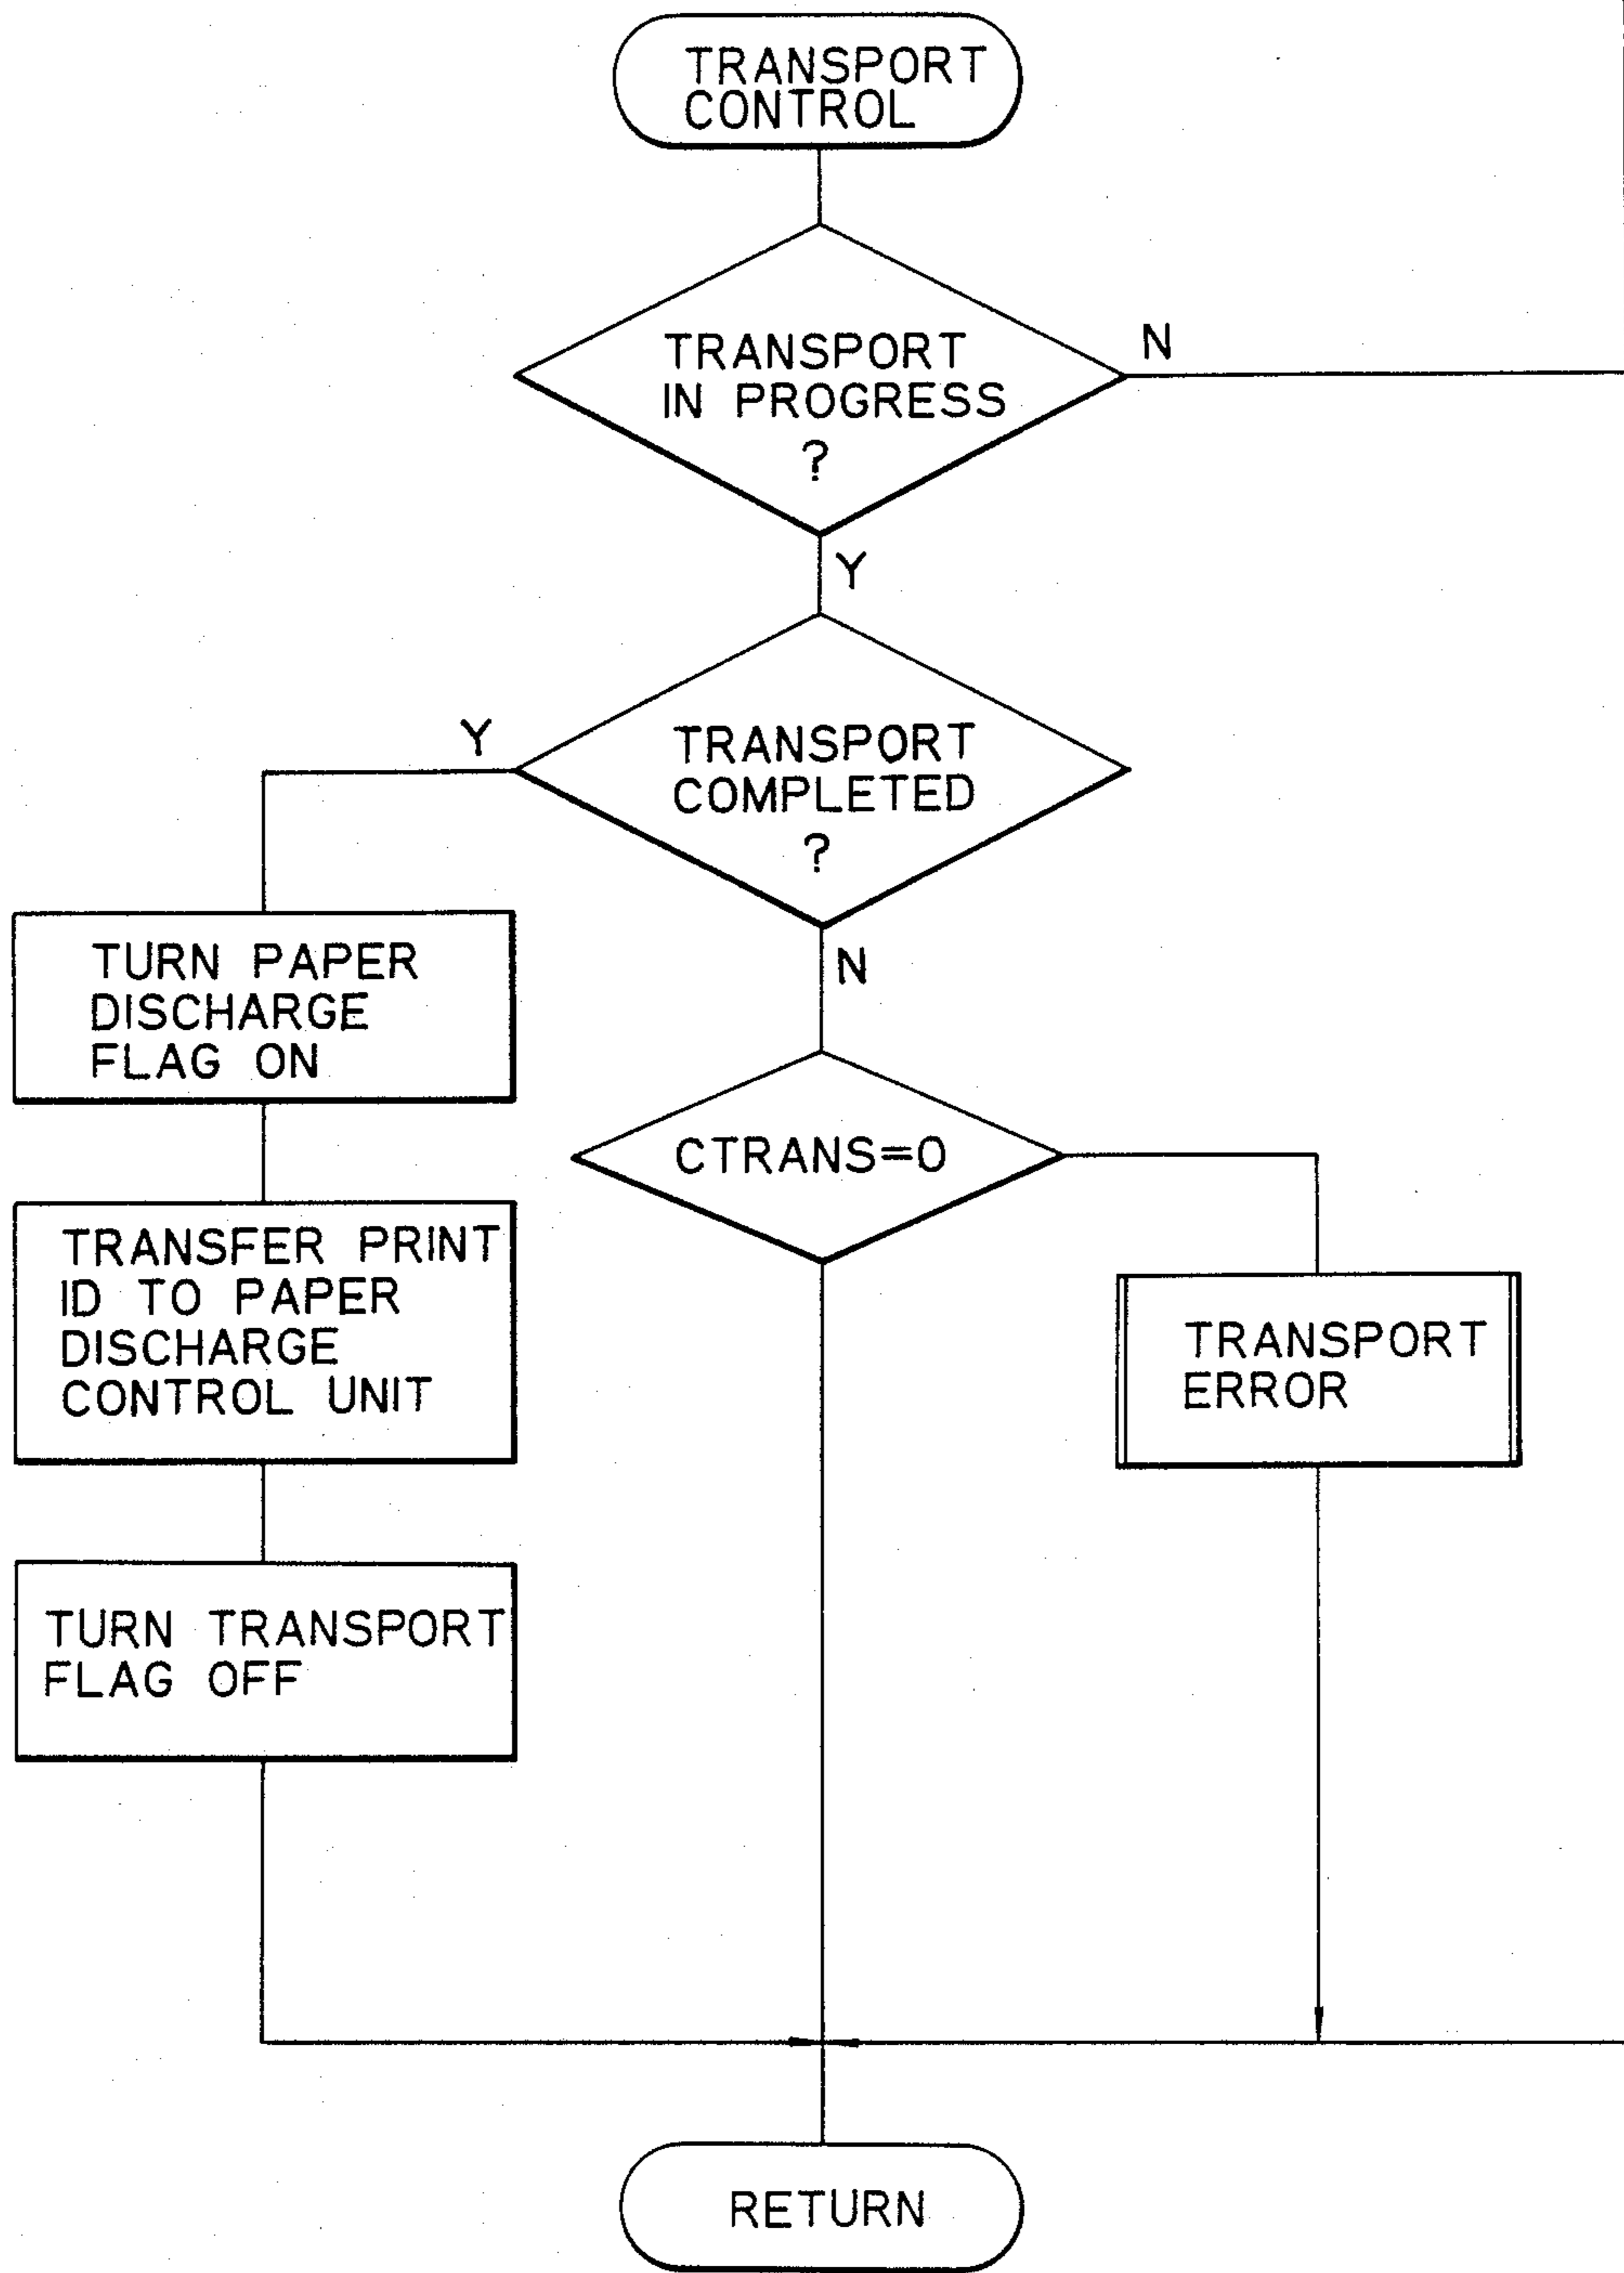 TRANSPORT
CONTROL
TRANSPORT
IN PROGRESS
?
N
Y
TRANSPORT
COMPLETED
?
Y
N
TURN PAPER
DISCHARGE
FLAG ON
CTRANS=0
TRANSFER PRINT
ID TO PAPER
DISCHARGE
CONTROL UNIT
TRANSPORT
ERROR
TURN TRANSPORT
FLAG OFF
RETURN